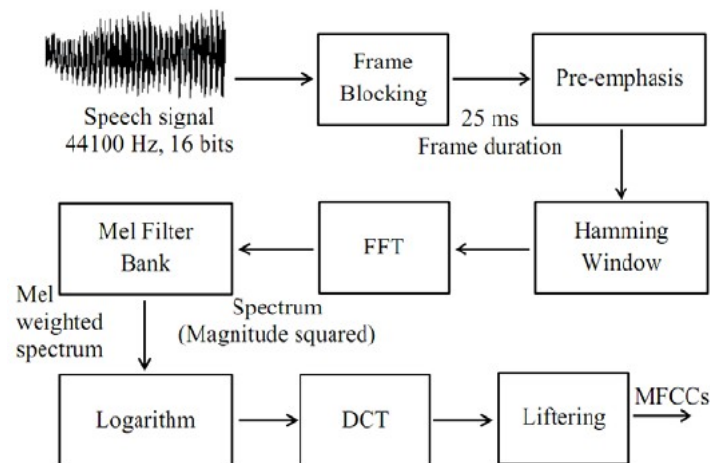 Speech signal
44100 Hz, 16 bits
Frame
Blocking
25 ms
Frame duration
Pre-emphasis
Hamming
Window
FFT
Mel Filter
Bank
Spectrum
(Magnitude squared)
Mel
weighted
spectrum
Logarithm
DCT
Liftering
MFCCs